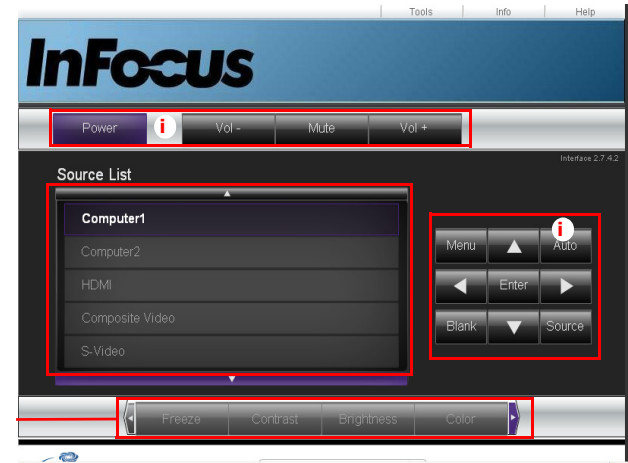 Tools Info Help
InFocus
Power i Vol - Mute Vol +
Interface 2.7.4.2
Source List
Computer1
Computer2
HDMI
Composite Video
S-Video
i
Menu Auto
Enter
Blank Source
Freeze Contrast Brightness Color